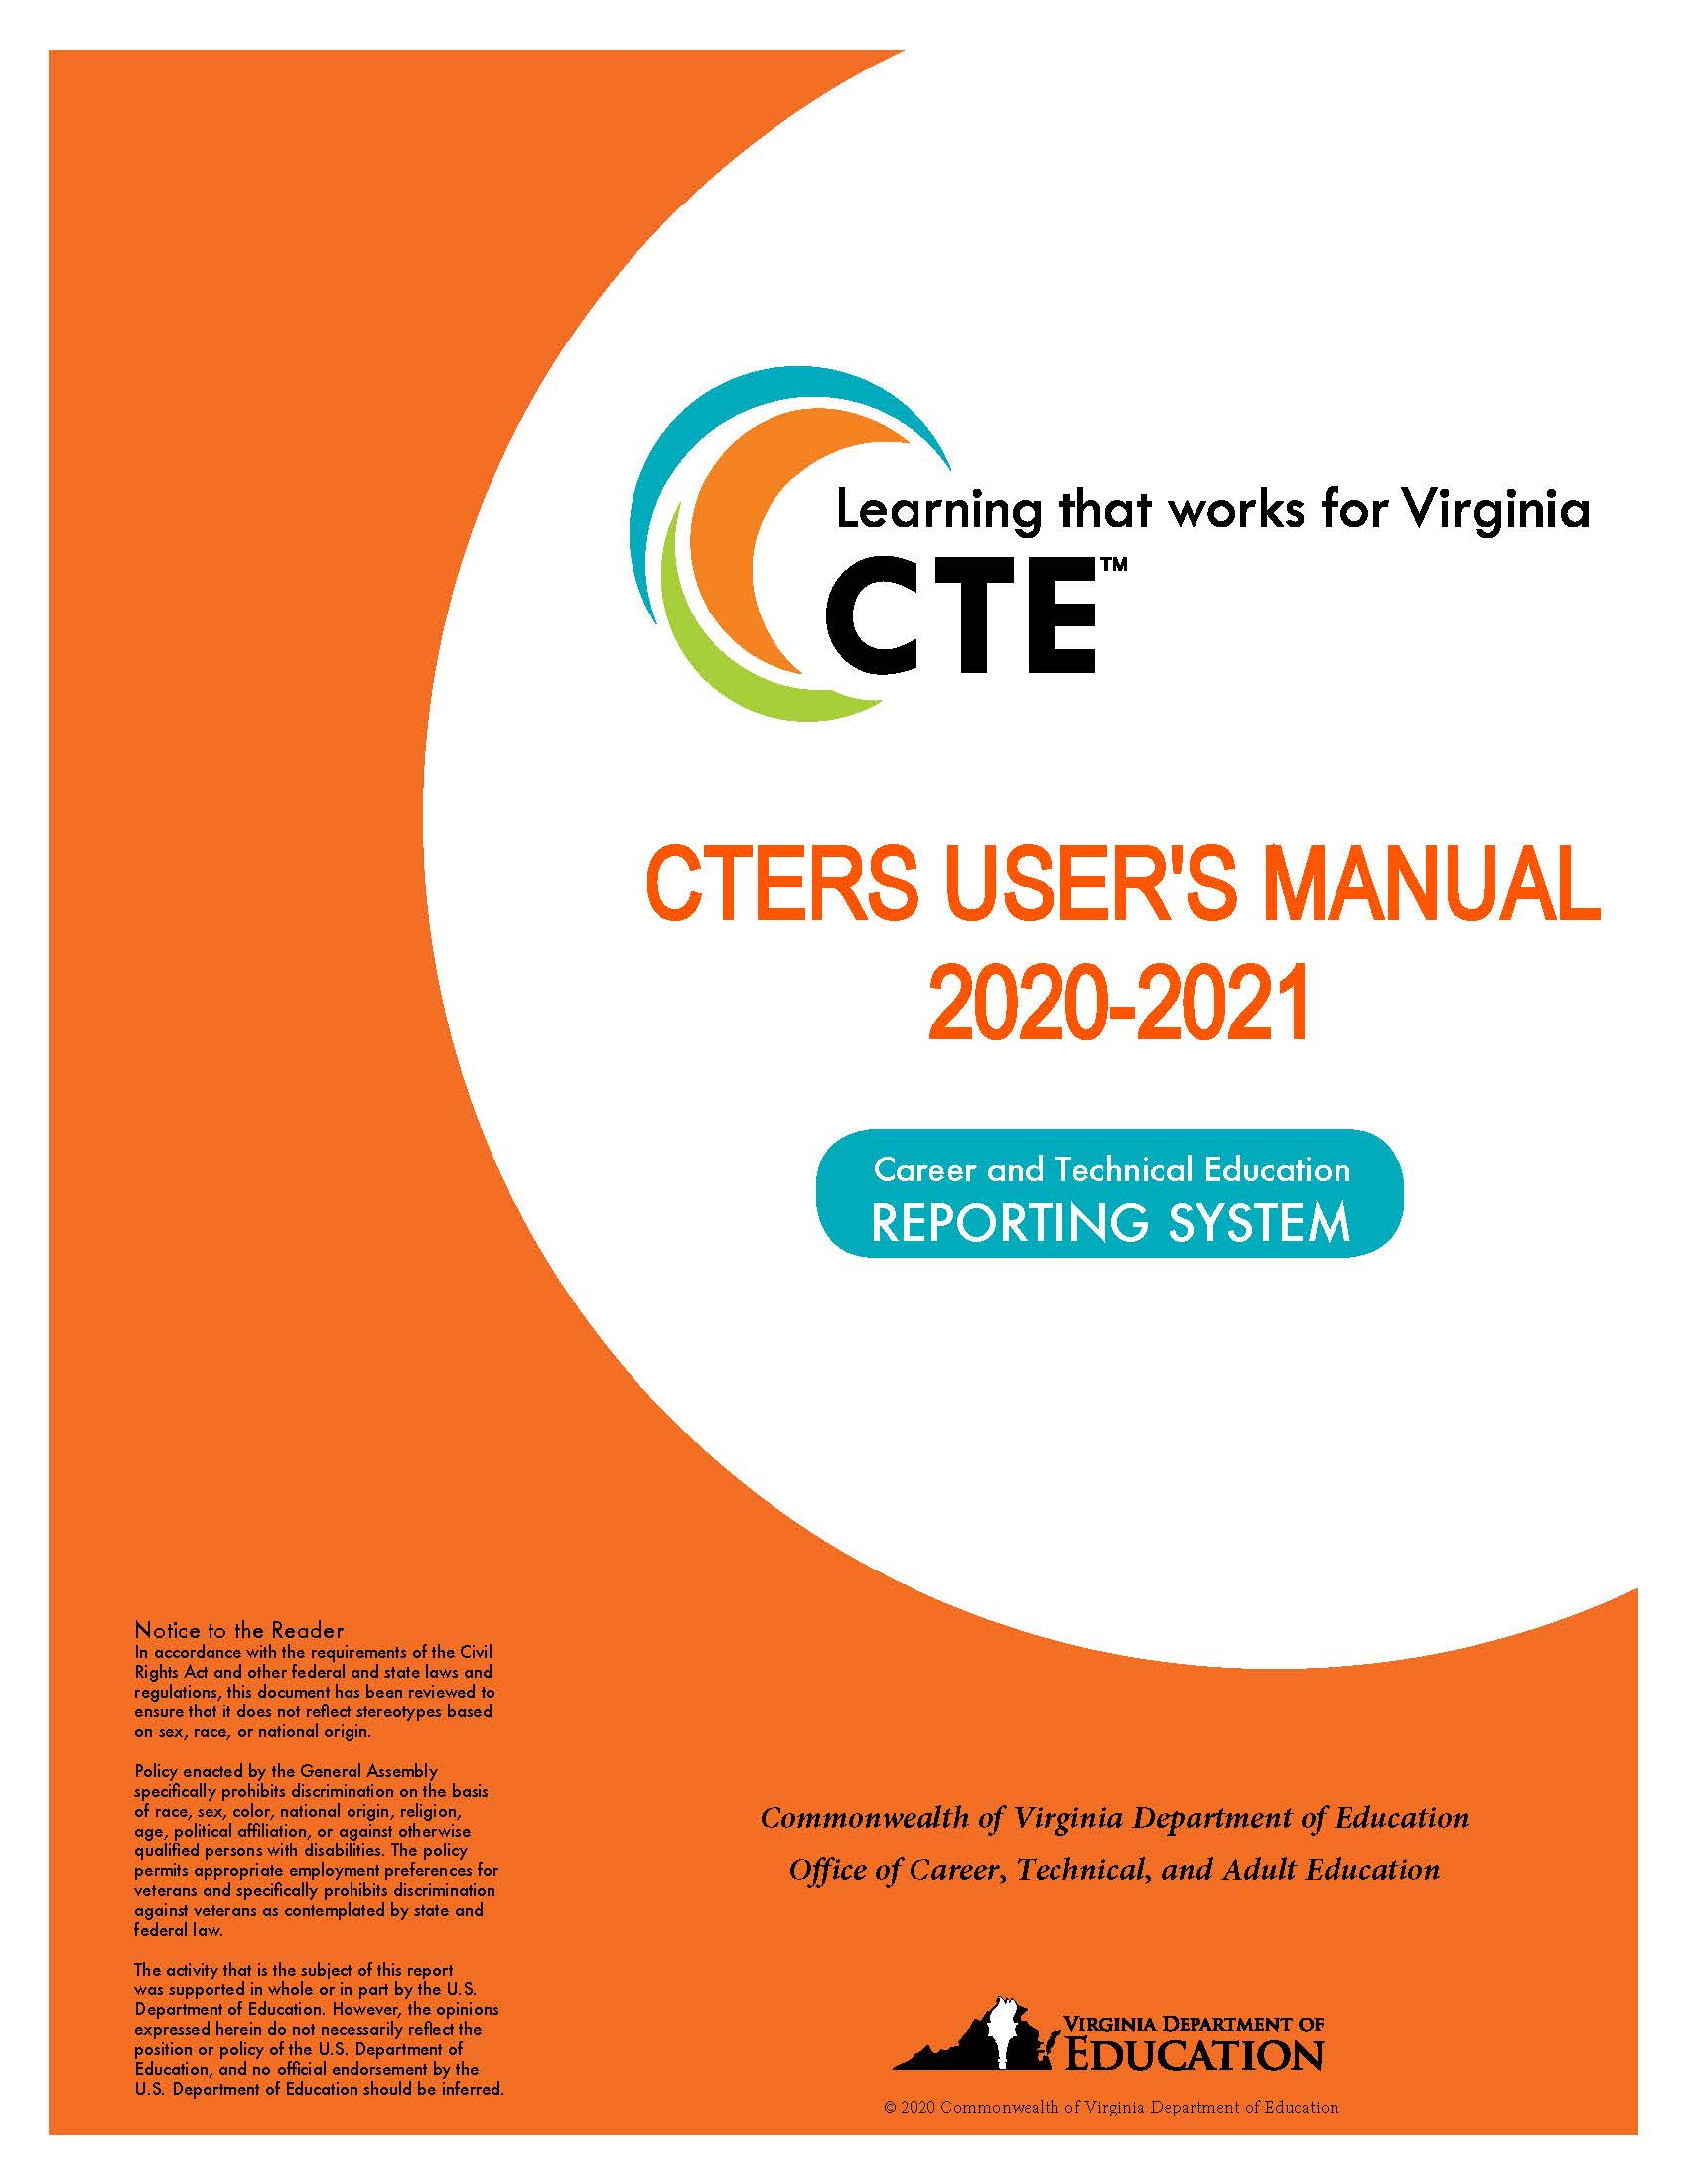 Learning that works for Virginia
CTE™
CTERS USER'S MANUAL
2020-2021
Career and Technical Education
REPORTING SYSTEM
Notice to the Reader
In accordance with the requirements of the Civil
Rights Act and other federal and state laws and
regulations, this document has been reviewed to
ensure that it does not reflect stereotypes based
on sex, race, or national origin.
Policy enacted by the General Assembly
specifically prohibits discrimination on the basis
of race, sex, color, national origin, religion,
age, political affiliation, or against otherwise
qualified persons with disabilities. The policy
permits appropriate employment preferences for
veterans and specifically prohibits discrimination
against veterans as contemplated by state and
federal law.
The activity that is the subject of this report
was supported in whole or in part by the U.S.
Department of Education. However, the opinions
expressed herein do not necessarily reflect the
position or policy of the U.S. Department of
Education, and no official endorsement by the
U.S. Department of Education should be inferred.
Commonwealth of Virginia Department of Education
Office of Career, Technical, and Adult Education
VIRGINIA DEPARTMENT OF
EDUCATION
© 2020 Commonwealth of Virginia Department of Education